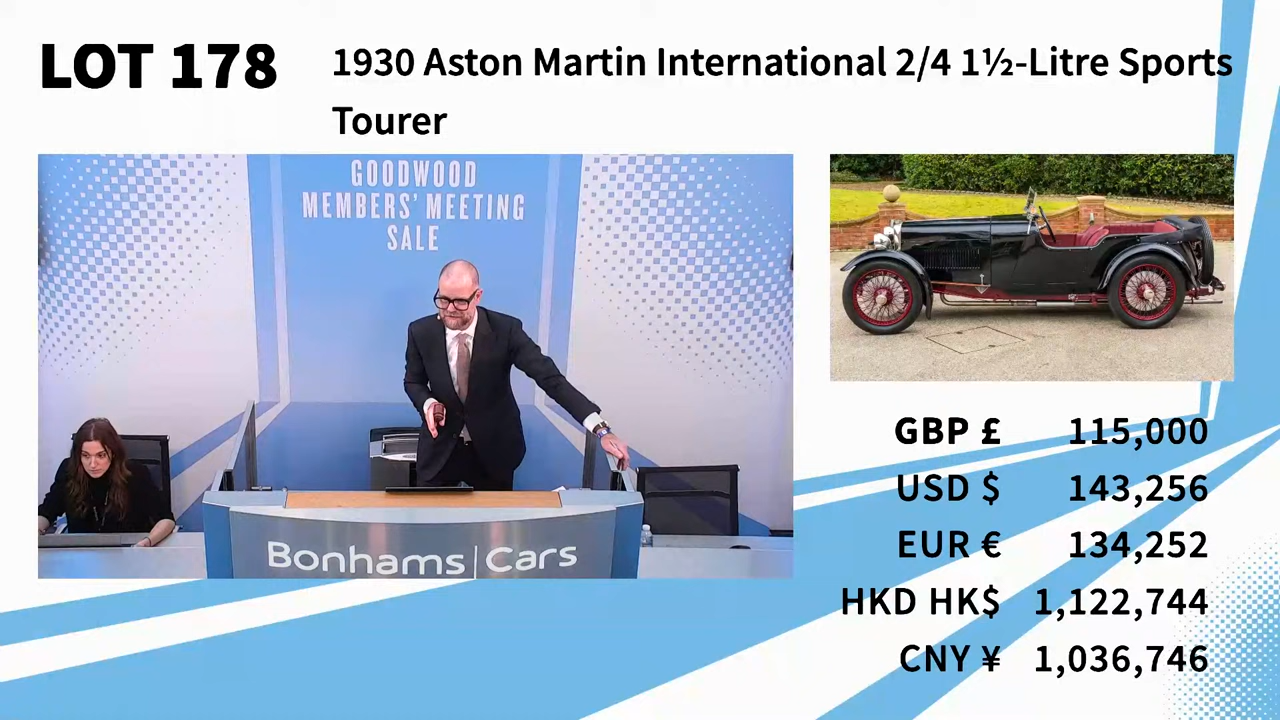 LOT 178
1930 Aston Martin International 2/4 1½-Litre Sports
Tourer
GOODWOOD
MEMBERS' MEETING
SALE
Bonhams | Cars
GBP £ 115,000
USD $ 143,256
EUR € 134,252
HKD HK$ 1,122,744
CNY ¥ 1,036,746